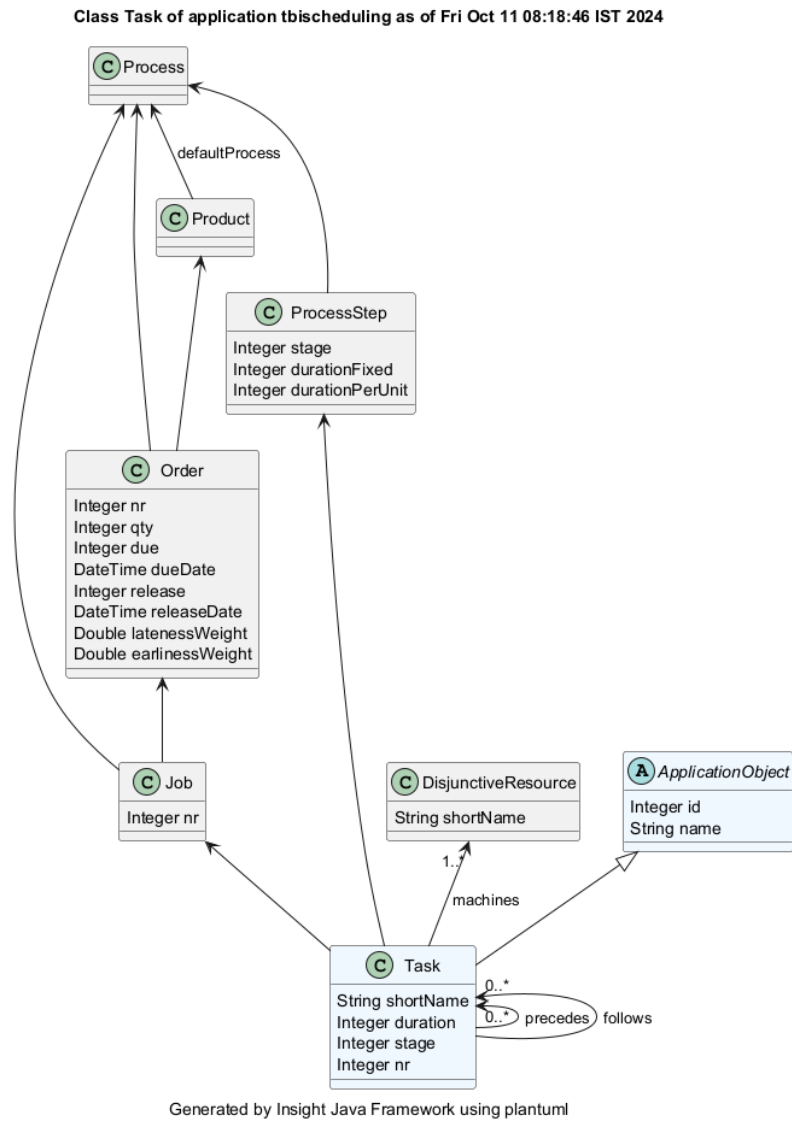 Class Task of application tbischeduling as of Fri Oct 11 08:18:46 IST 2024
C Process
defaultProcess
C Product
C ProcessStep
Integer stage
Integer durationFixed
Integer durationPerUnit
C Order
Integer nr
Integer qty
Integer due
DateTime dueDate
Integer release
DateTime releaseDate
Double latenessWeight
Double earlinessWeight
C Job
Integer nr
C DisjunctiveResource
String shortName
A ApplicationObject
Integer id
String name
1..*
machines
C Task
String shortName
Integer duration
Integer stage
Integer nr
0..*
0..*
precedes
follows
Generated by Insight Java Framework using plantuml